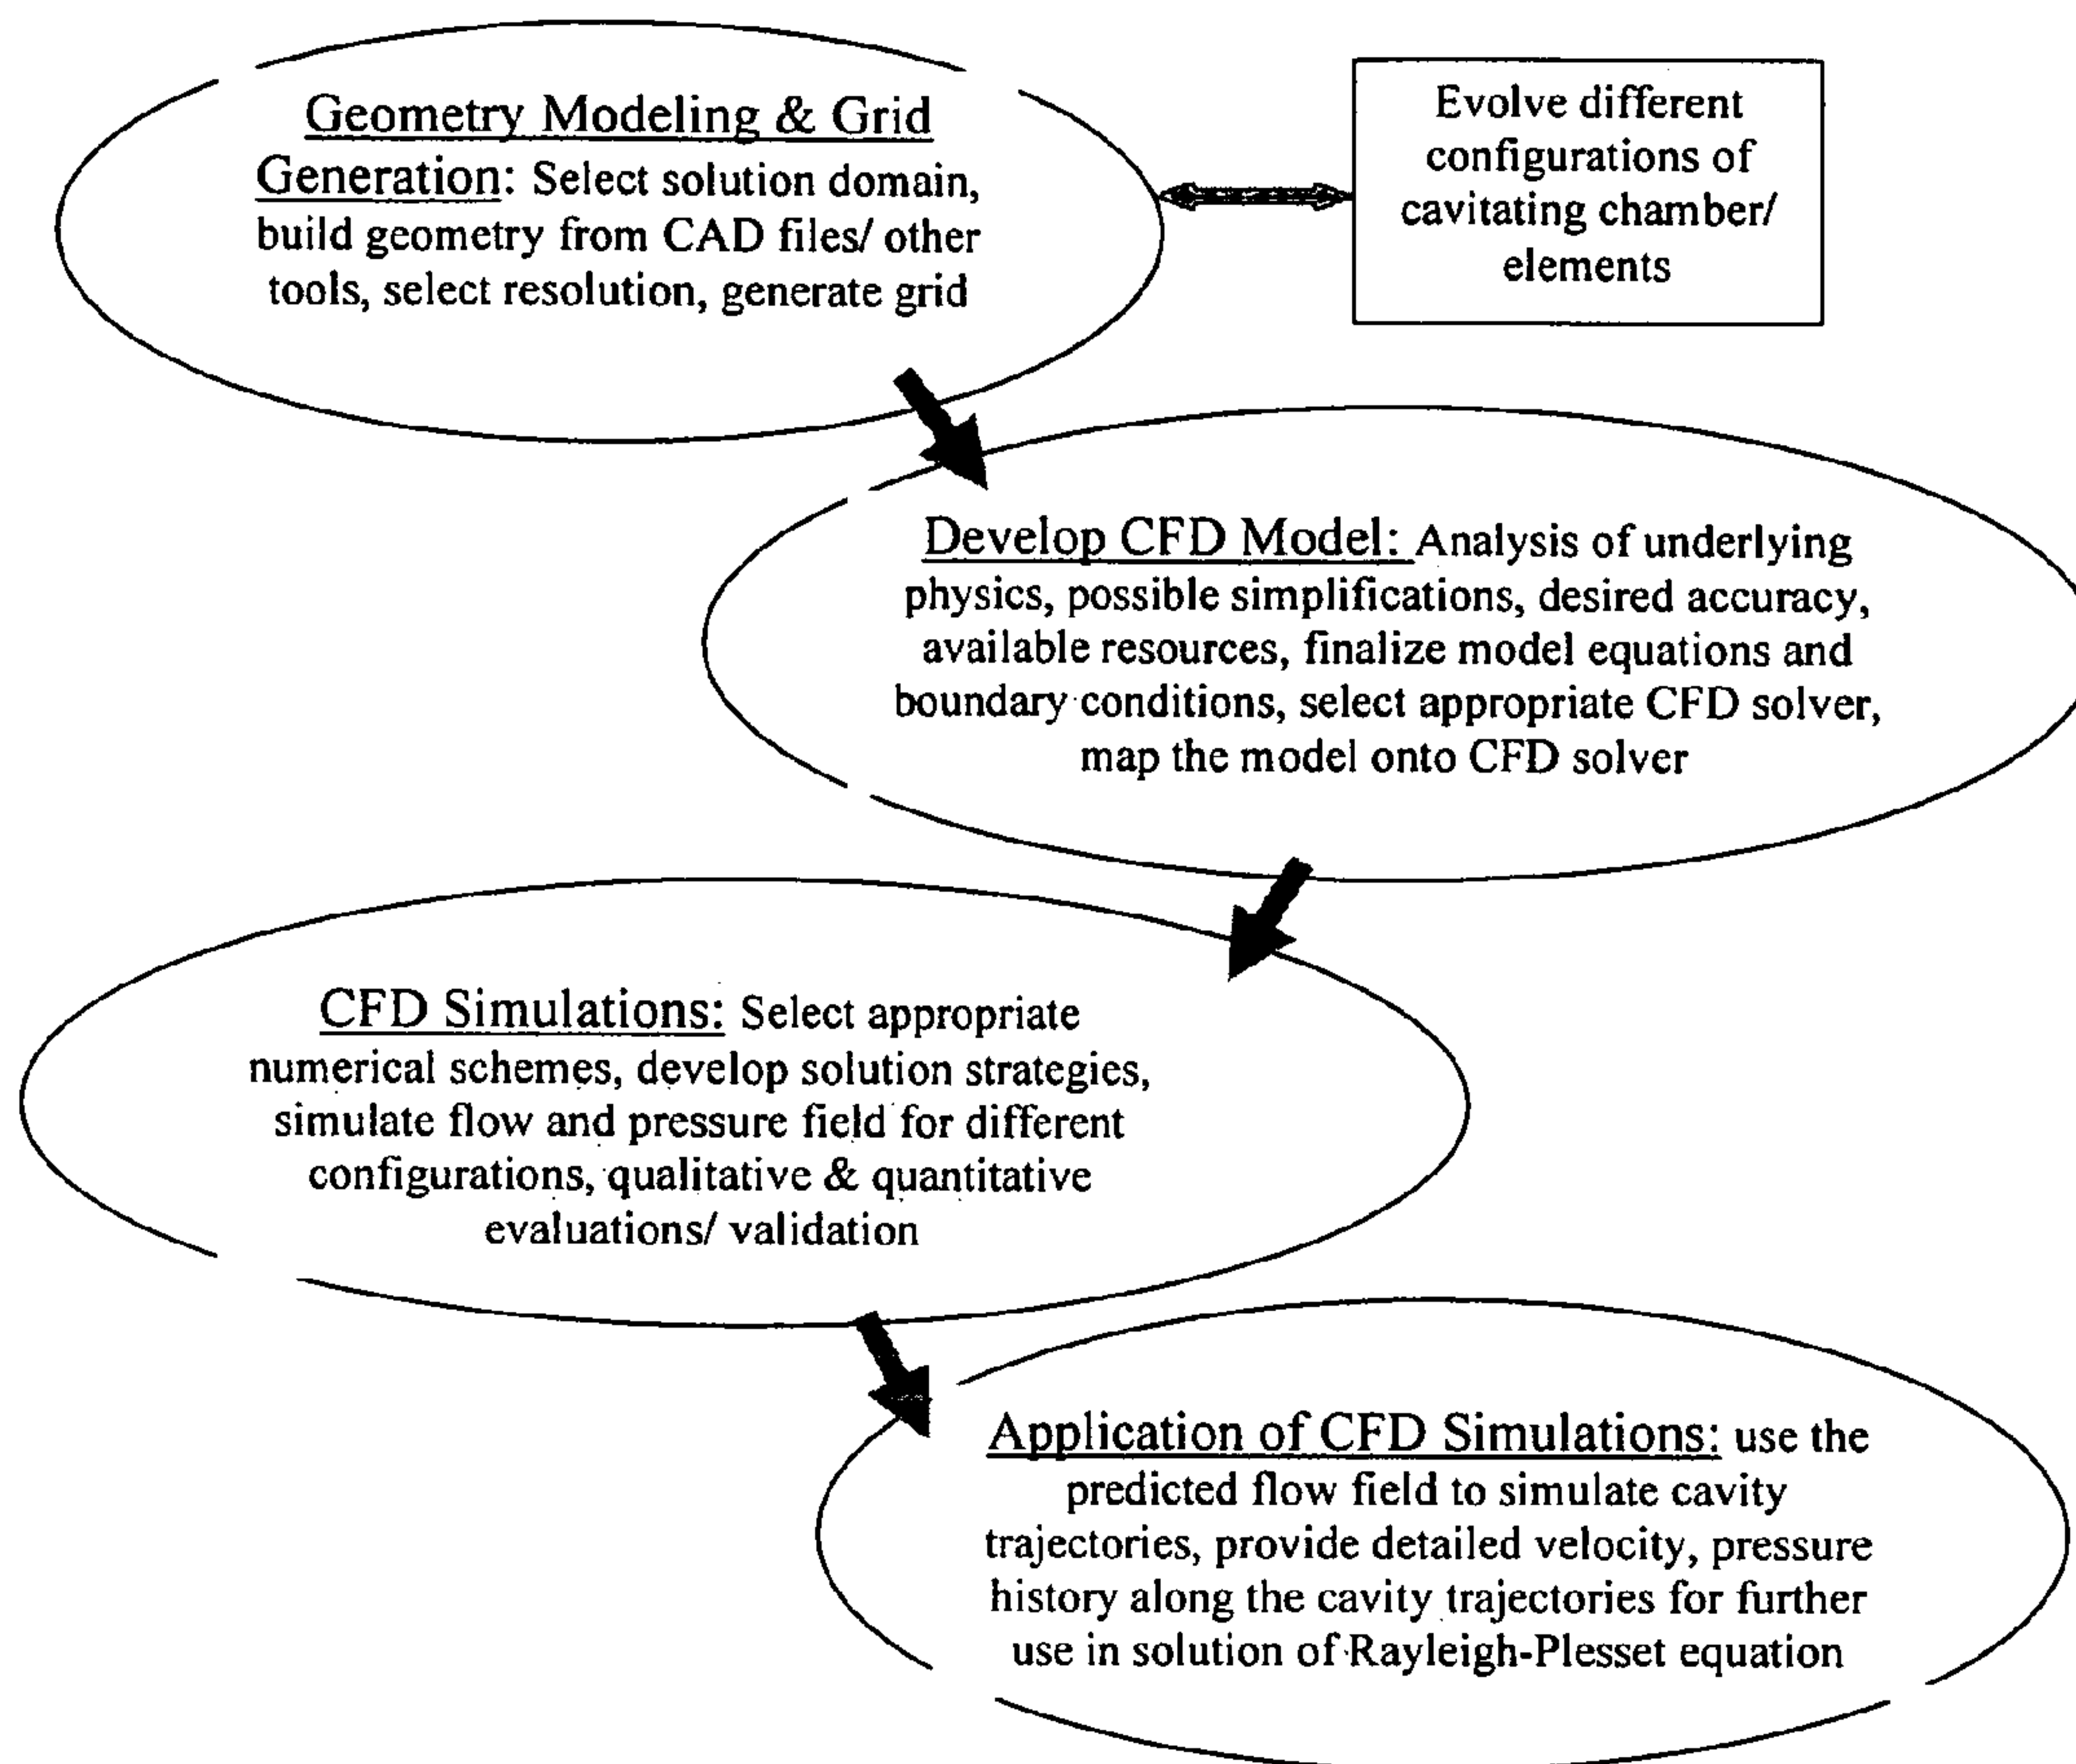 Geometry Modeling & Grid
Generation: Select solution domain,
build geometry from CAD files/ other
tools, select resolution, generate grid
Evolve different
configurations of
cavitating chamber/
elements
Develop CFD Model: Analysis of underlying
physics, possible simplifications, desired accuracy,
available resources, finalize model equations and
boundary conditions, select appropriate CFD solver,
map the model onto CFD solver
CFD Simulations: Select appropriate
numerical schemes, develop solution strategies,
simulate flow and pressure field for different
configurations, qualitative & quantitative
evaluations/ validation
Application of CFD Simulations: use the
predicted flow field to simulate cavity
trajectories, provide detailed velocity, pressure
history along the cavity trajectories for further
use in solution of Rayleigh-Plesset equation